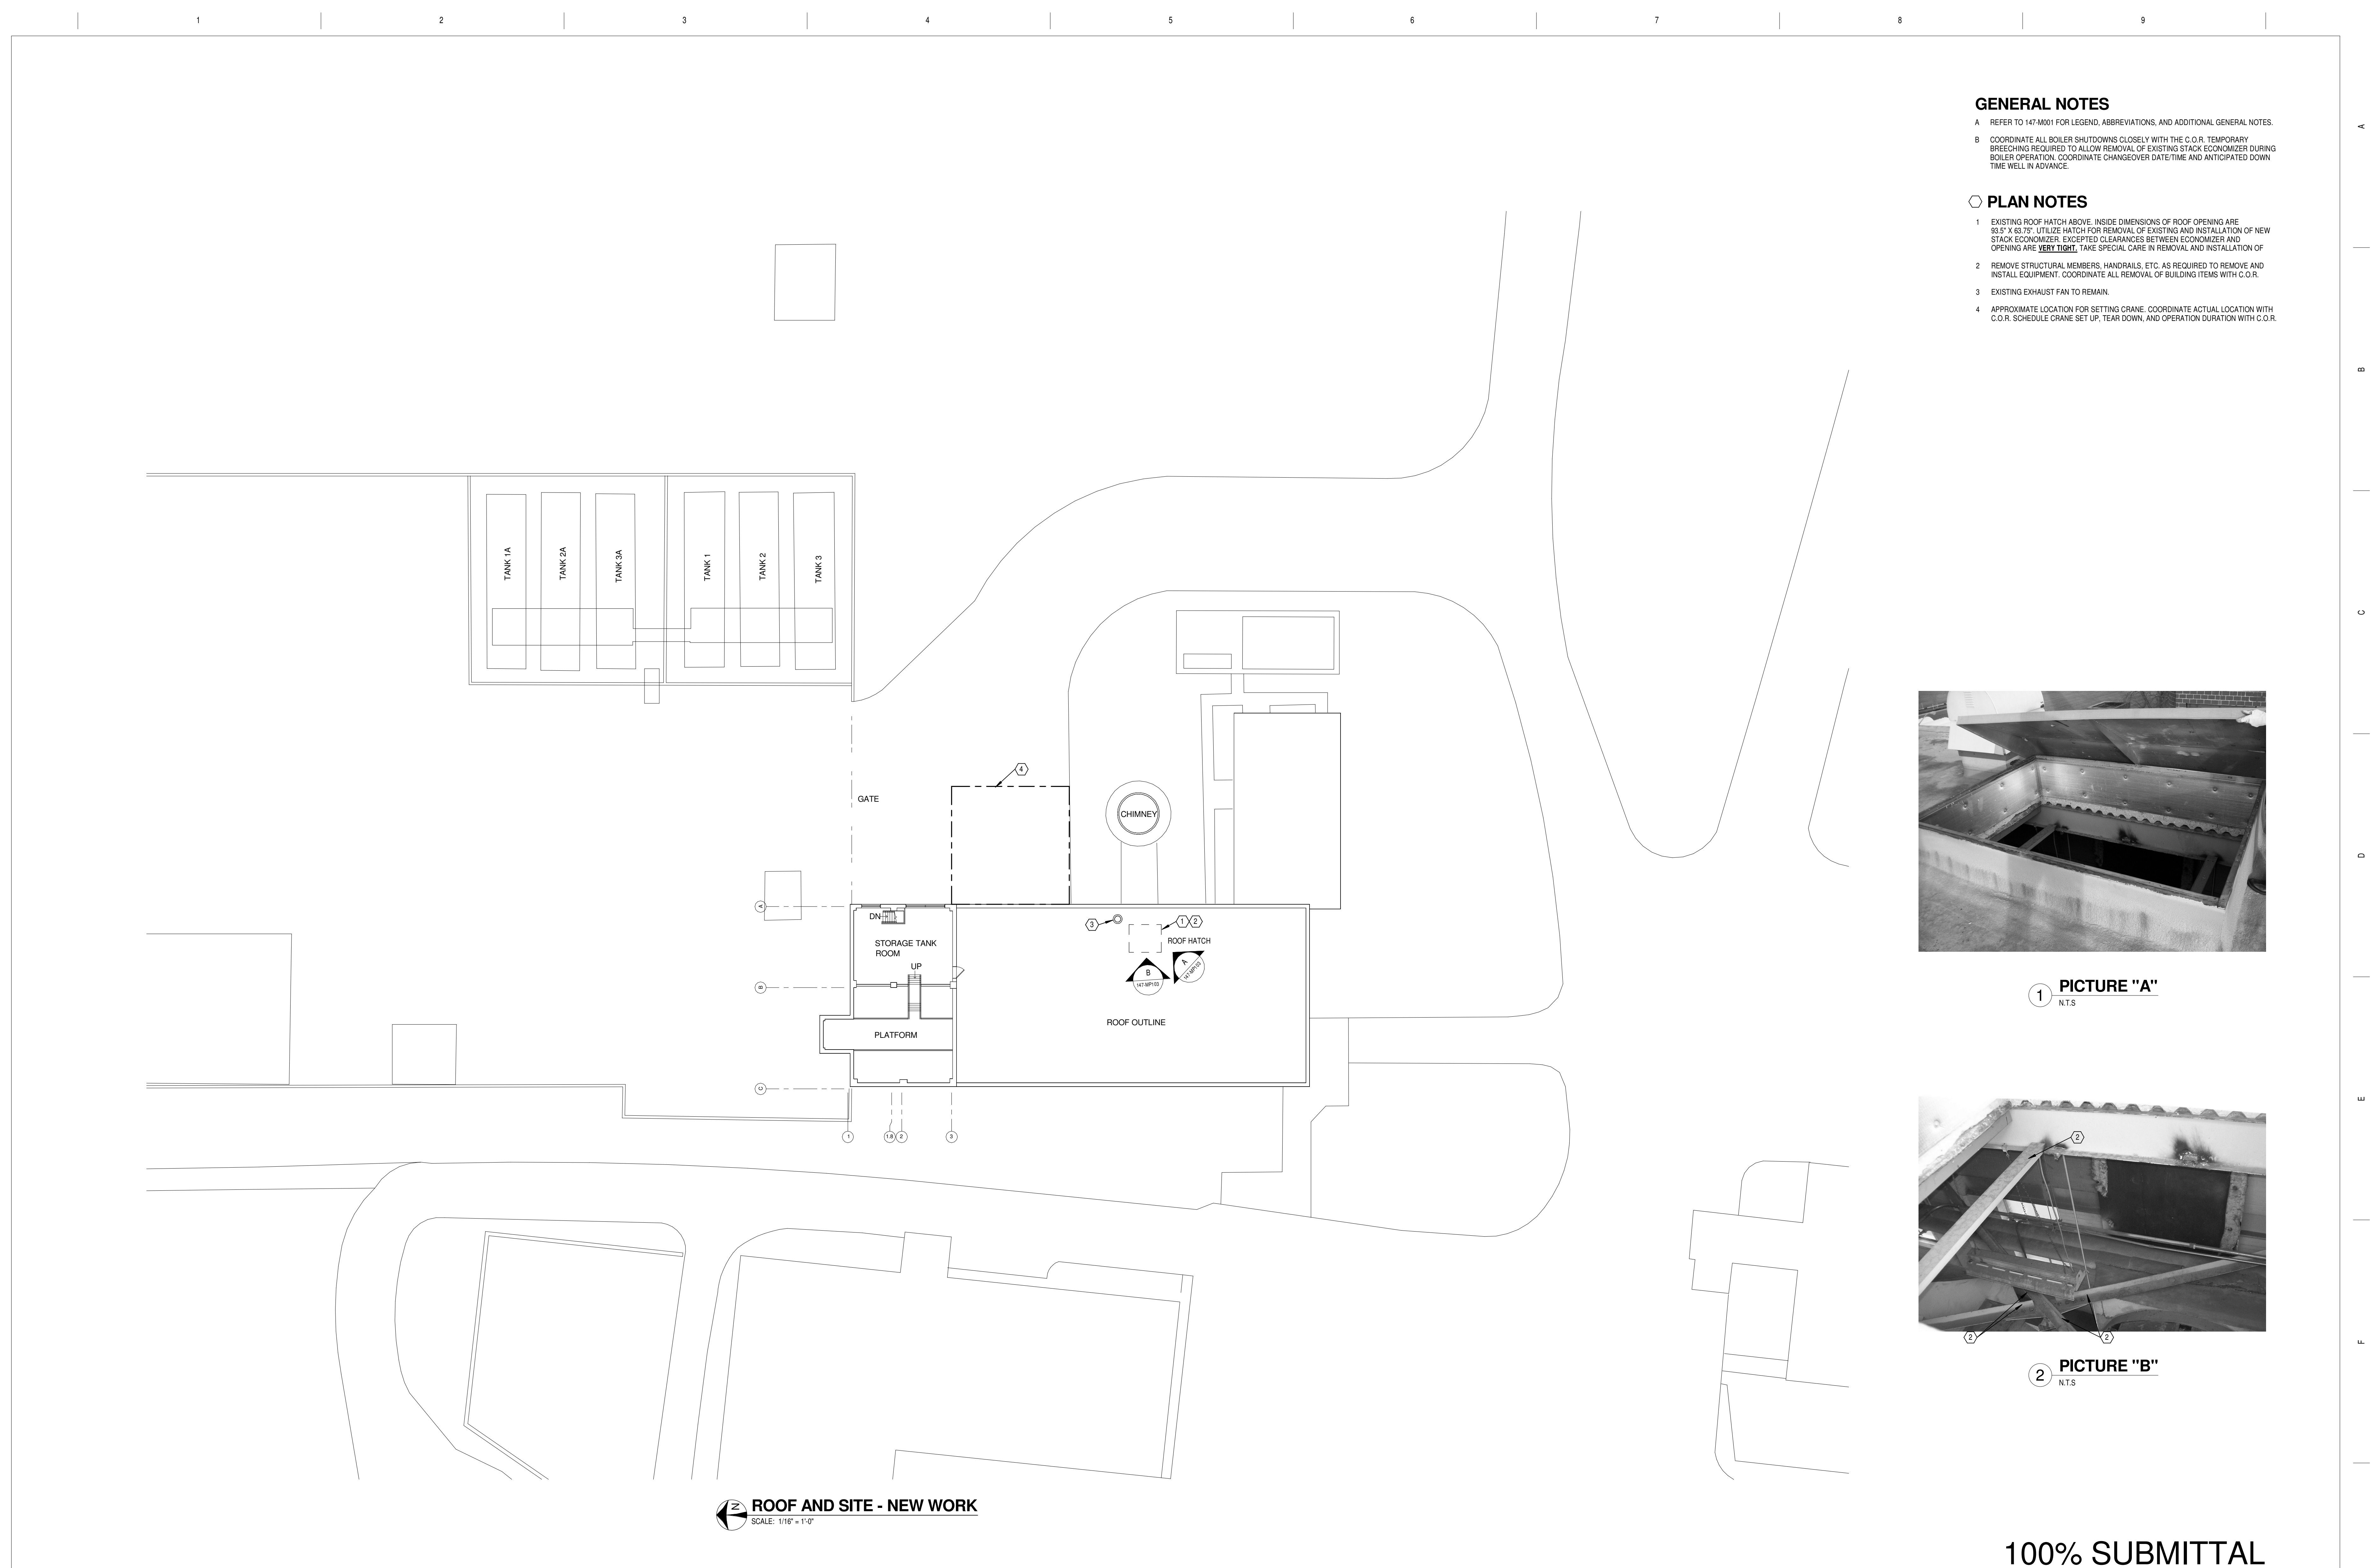 1 2 3 4 5 6 7 8 9
A
B
C
D
E
F
GENERAL NOTES
A REFER TO 147-M001 FOR LEGEND, ABBREVIATIONS, AND ADDITIONAL GENERAL NOTES.
B COORDINATE ALL BOILER SHUTDOWNS CLOSELY WITH THE C.O.R. TEMPORARY
BREECHING REQUIRED TO ALLOW REMOVAL OF EXISTING STACK ECONOMIZER DURING
BOILER OPERATION. COORDINATE CHANGEOVER DATE/TIME AND ANTICIPATED DOWN
TIME WELL IN ADVANCE.
PLAN NOTES
1 EXISTING ROOF HATCH ABOVE. INSIDE DIMENSIONS OF ROOF OPENING ARE
93.5" X 63.75". UTILIZE HATCH FOR REMOVAL OF EXISTING AND INSTALLATION OF NEW
STACK ECONOMIZER. EXCEPTED CLEARANCES BETWEEN ECONOMIZER AND
OPENING ARE VERY TIGHT. TAKE SPECIAL CARE IN REMOVAL AND INSTALLATION OF
2 REMOVE STRUCTURAL MEMBERS, HANDRAILS, ETC. AS REQUIRED TO REMOVE AND
INSTALL EQUIPMENT. COORDINATE ALL REMOVAL OF BUILDING ITEMS WITH C.O.R.
3 EXISTING EXHAUST FAN TO REMAIN.
4 APPROXIMATE LOCATION FOR SETTING CRANE. COORDINATE ACTUAL LOCATION WITH
C.O.R. SCHEDULE CRANE SET UP, TEAR DOWN, AND OPERATION DURATION WITH C.O.R.
TANK 1A
TANK 2A
TANK 3A
TANK 1
TANK 2
TANK 3
4
GATE
CHIMNEY
A
DN
3
1 2
STORAGE TANK
ROOM
ROOF HATCH
UP
A
147-MP103
B
147-MP103
B
ROOF OUTLINE
PLATFORM
C
1 1.8 2 3
1
PICTURE "A"
N.T.S
2
2
2
2
PICTURE "B"
N.T.S
N
ROOF AND SITE - NEW WORK
SCALE: 1/16" = 1'-0"
100% SUBMITTAL